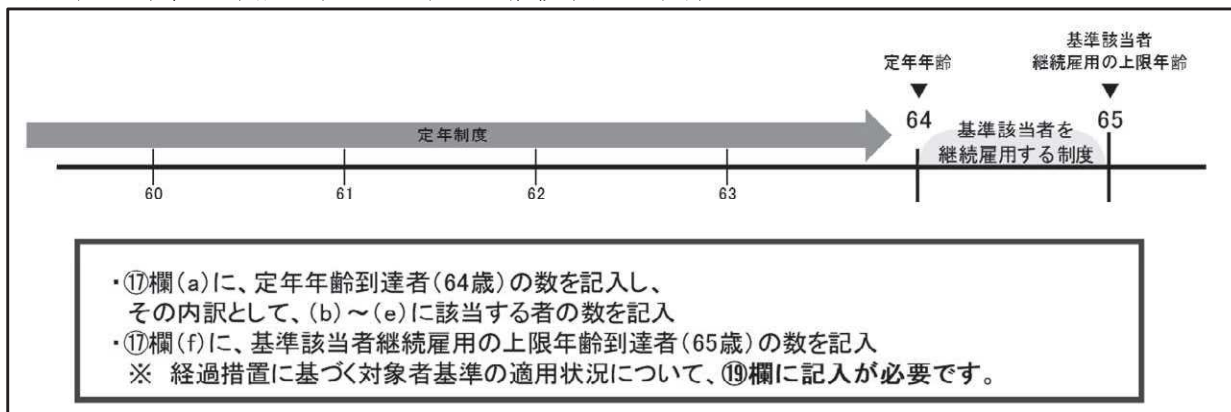 基準該当者
定年年齢 継続雇用の上限年齢
▼ ▼
64 65
定年制度
基準該当者を
継続雇用する制度
60 61 62 63
・⑰欄(a)に、定年年齢到達者(64歳)の数を記入し、
その内訳として、(b)～(e)に該当する者の数を記入
・⑰欄(f)に、基準該当者継続雇用の上限年齢到達者(65歳)の数を記入
※ 経過措置に基づく対象者基準の適用状況について、⑲欄に記入が必要です。